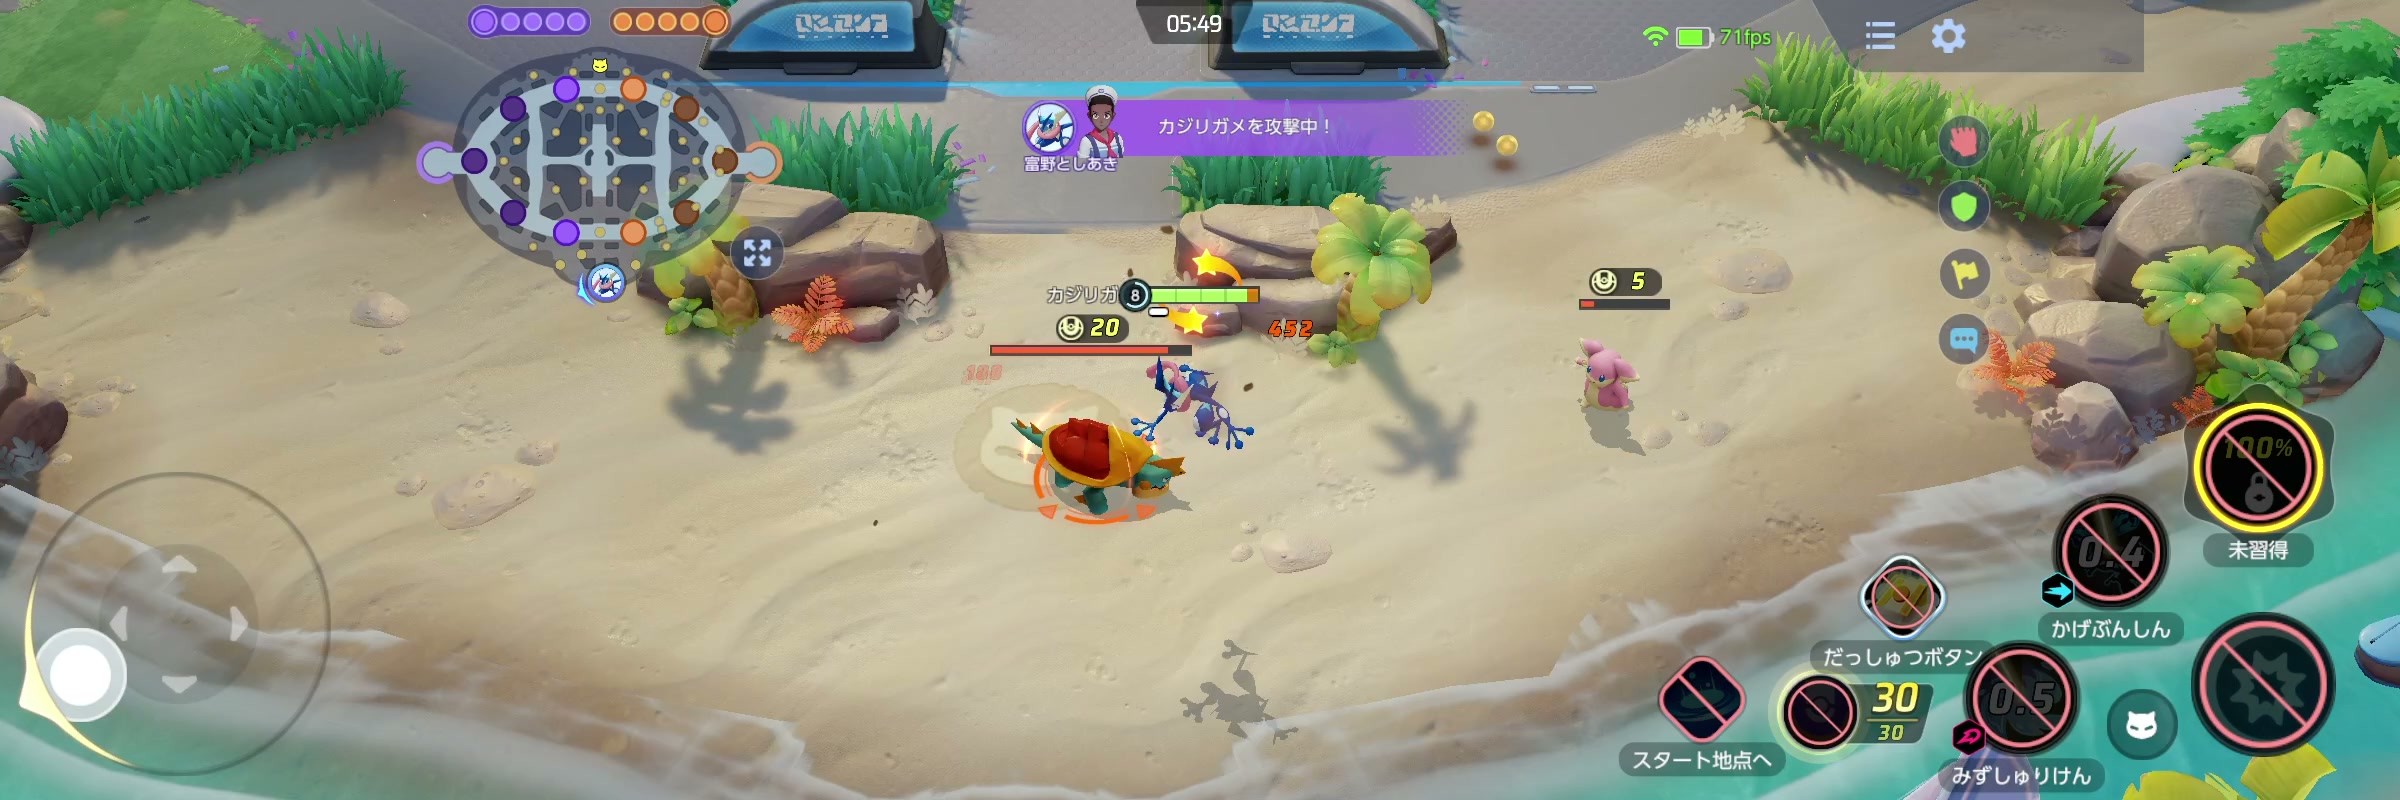 05:49
71fps
カジリガメを攻撃中！
富野としあき
5
カジリガ 8
20
452
100%
未習得
0.4
かげぶんしん
だっしゅつボタン
30
30
0.5
スタート地点へ
みずしゅりけん